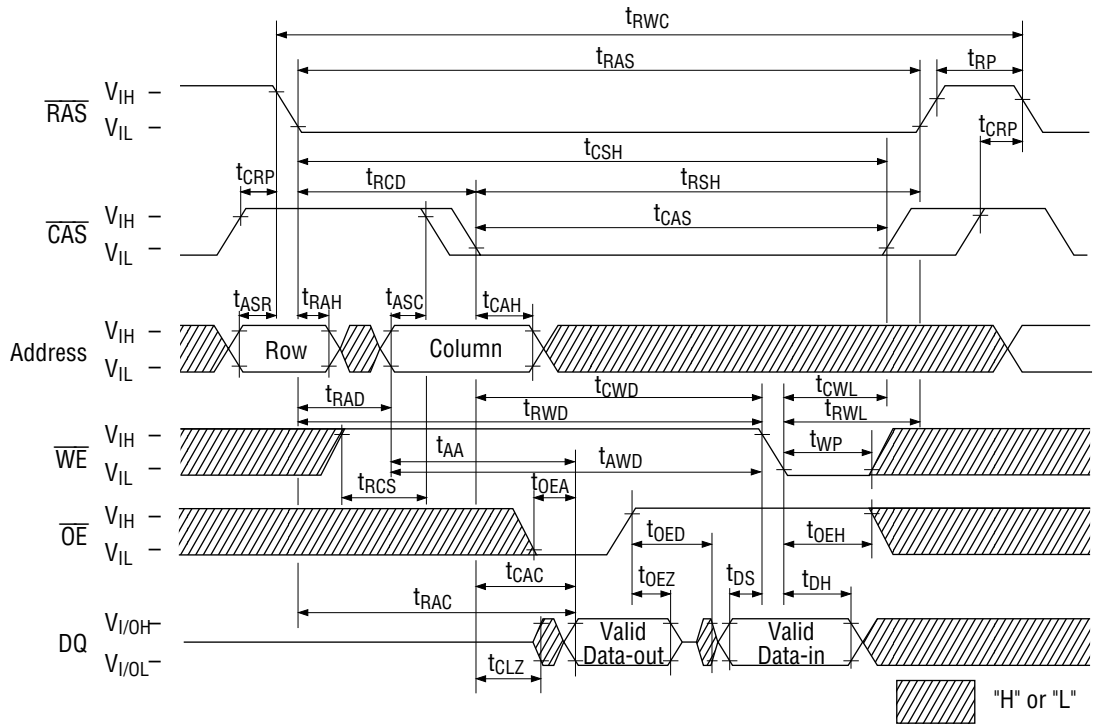 tRWC
tRAS
tRP
RAS
VIH
VIL
tCRP
tCSH
tCRP
tRCD
tRSH
CAS
VIH
VIL
tCAS
tASR
tRAH
tASC
tCAH
Address
VIH
VIL
Row
Column
tCWD
tCWL
tRAD
tRWD
tRWL
WE
VIH
VIL
tAA
tAWD
tWP
tRCS
tOEA
OE
VIH
VIL
tOED
tOEH
tCAC
tOEZ
tDS
tDH
tRAC
DQ
VI/OH
VI/OL
Valid
Data-out
Valid
Data-in
tCLZ
"H" or "L"